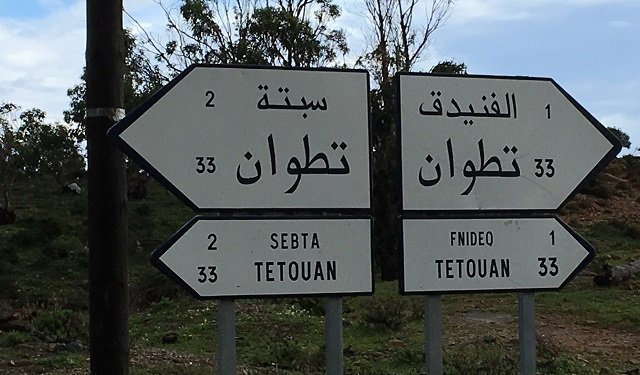 2 سبتة
33 تطوان
2 SEBTA
33 TETOUAN
الفنيدق 1
تطوان 33
FNIDEQ 1
TETOUAN 33